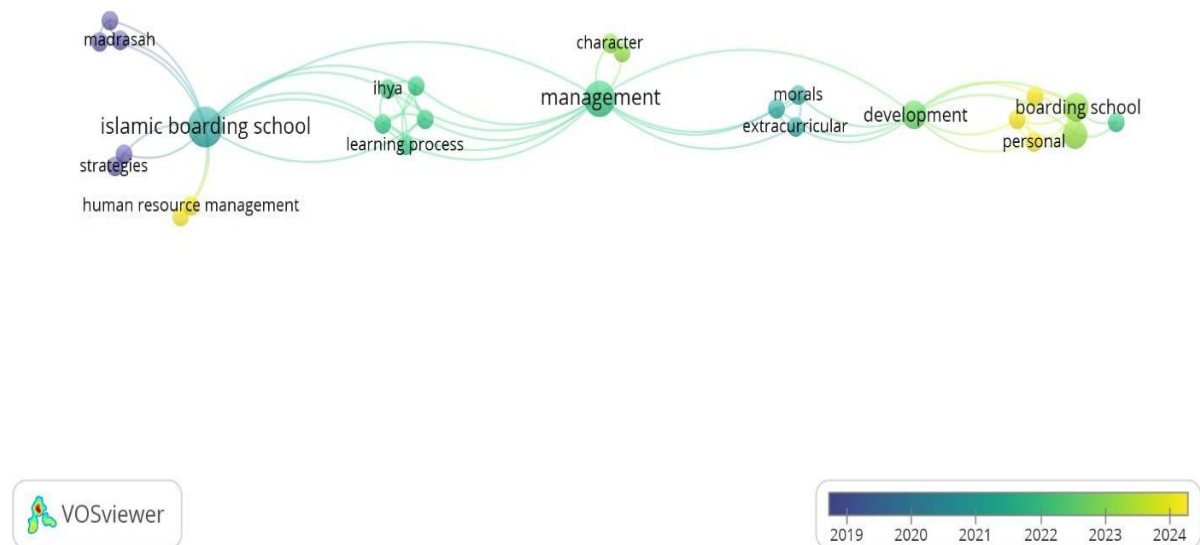 madrasah
character
ihya
management
morals
boarding school
islamic boarding school
development
extracurricular
learning process
personal
strategies
human resource management
VOSviewer
2019 2020 2021 2022 2023 2024